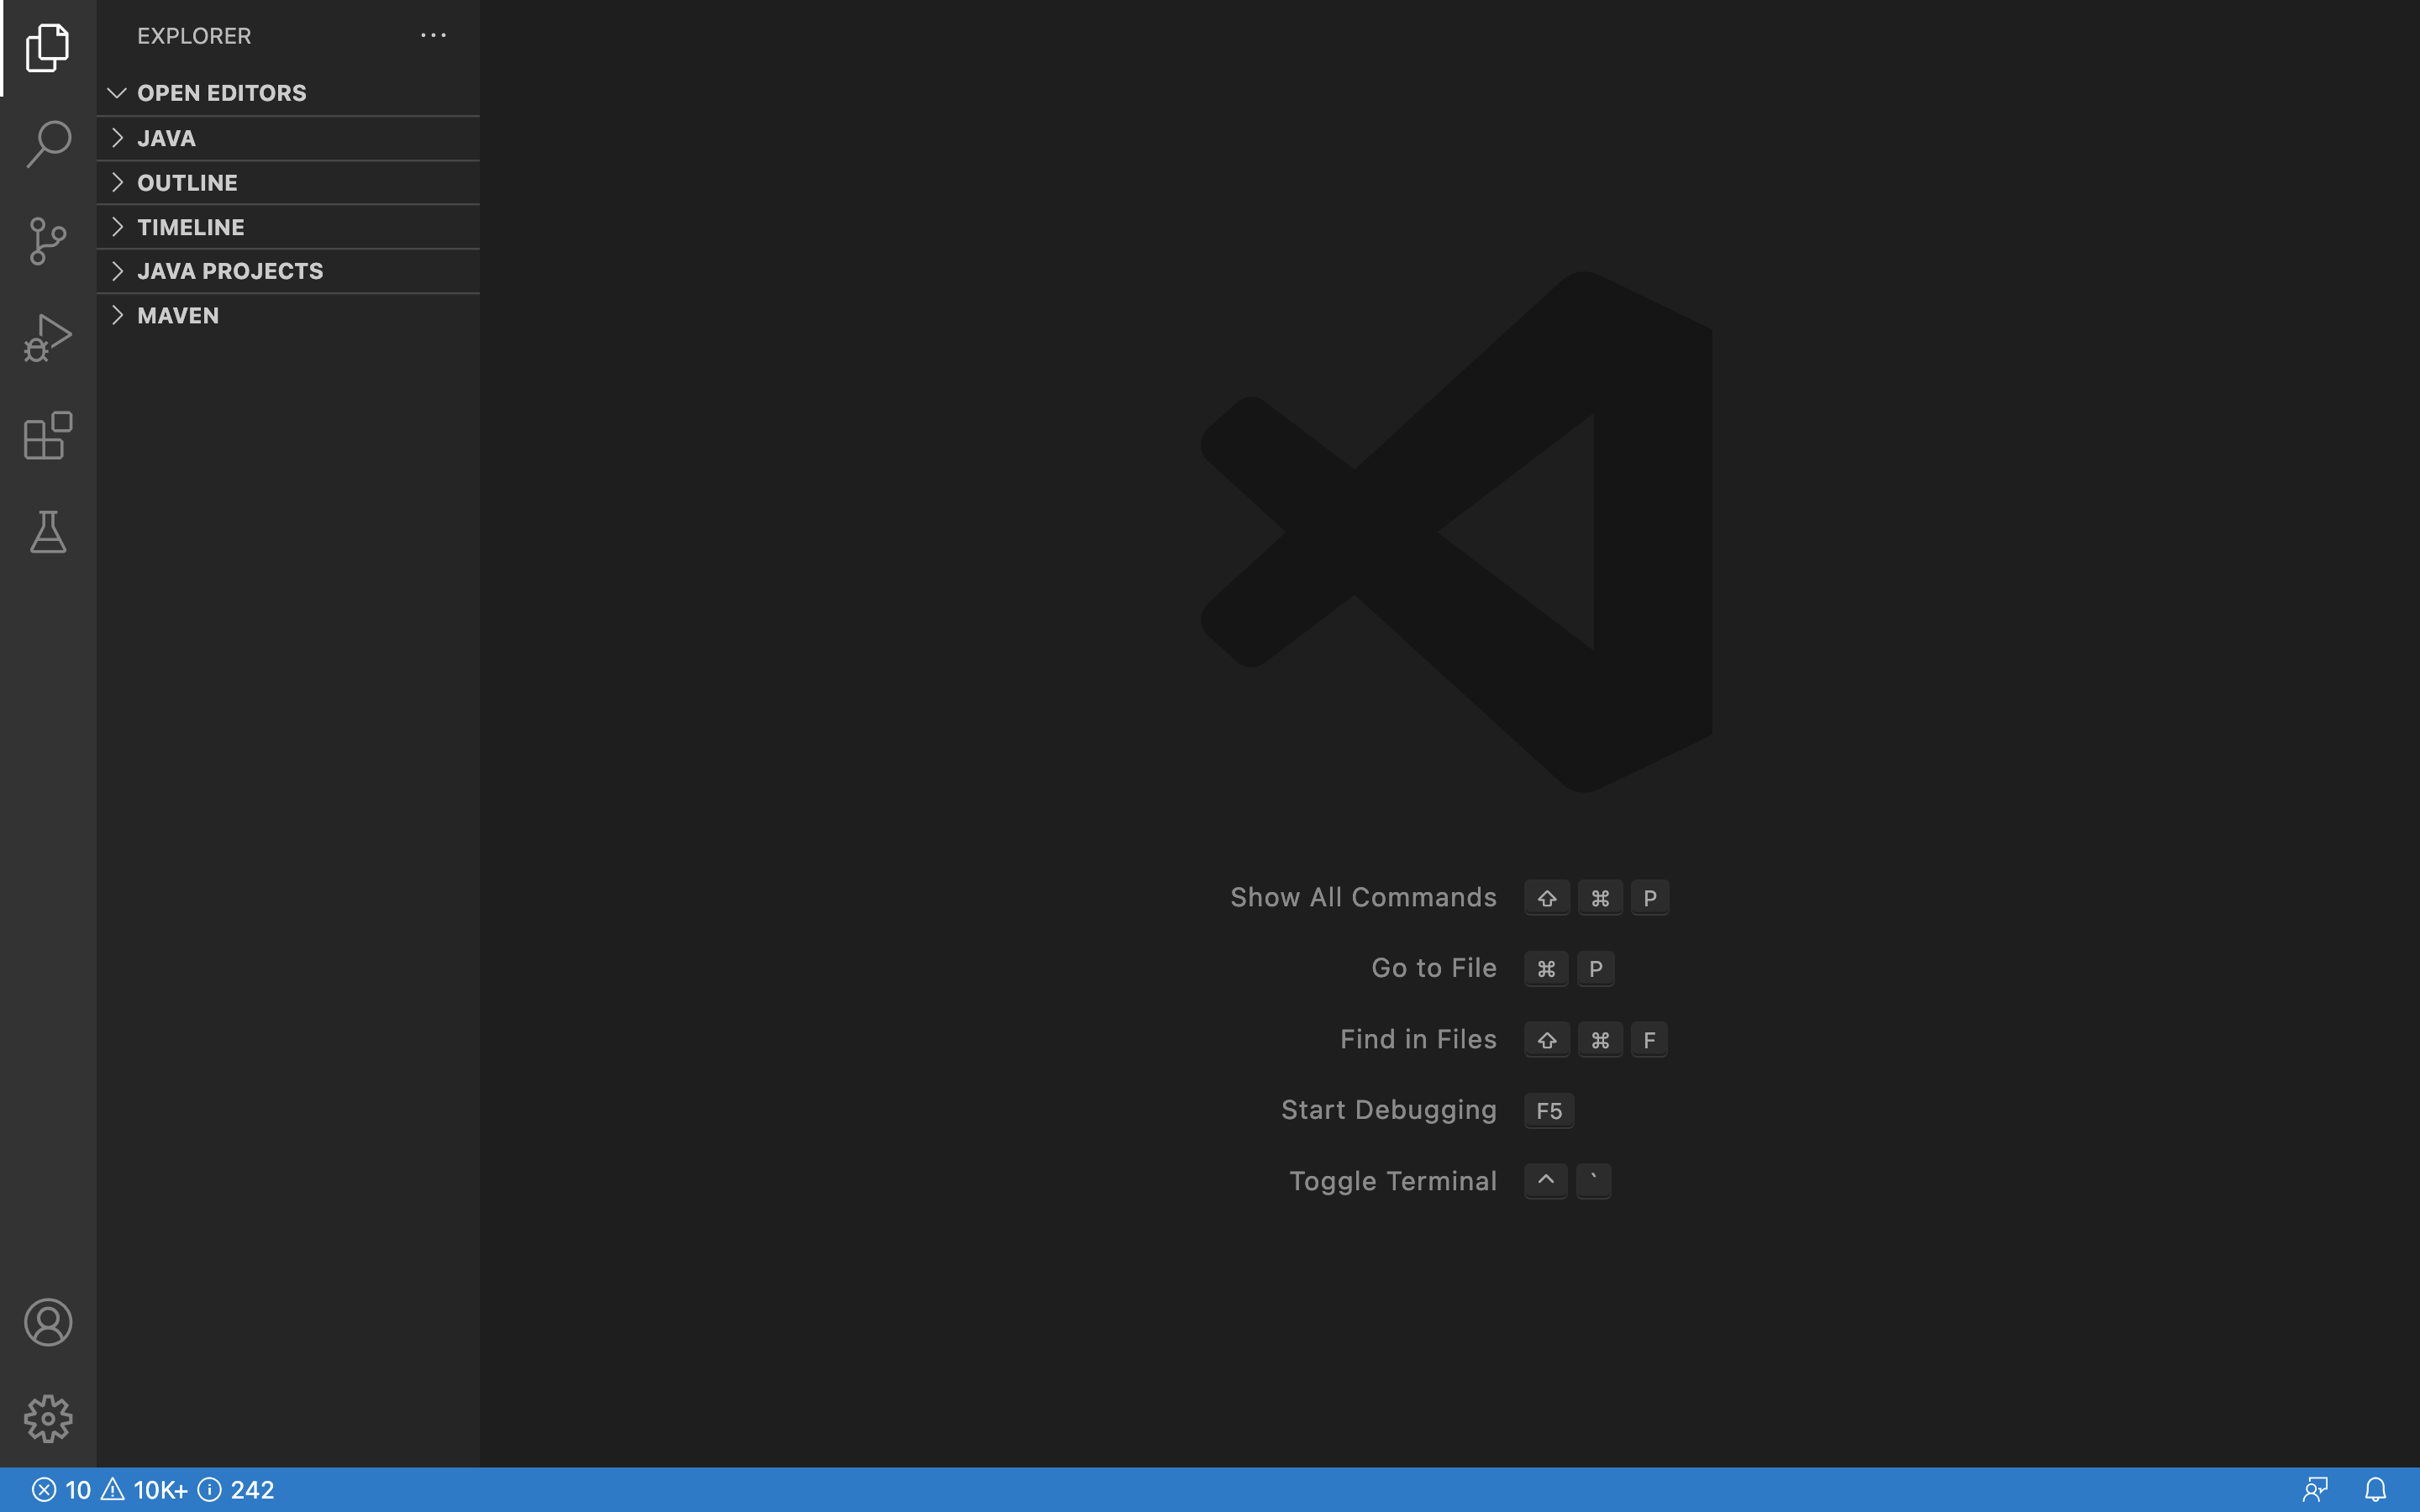 EXPLORER
OPEN EDITORS
JAVA
OUTLINE
TIMELINE
JAVA PROJECTS
MAVEN
Show All Commands ⇧ ⌘ P
Go to File ⌘ P
Find in Files ⇧ ⌘ F
Start Debugging F5
Toggle Terminal ^ `
10 10K+ 242